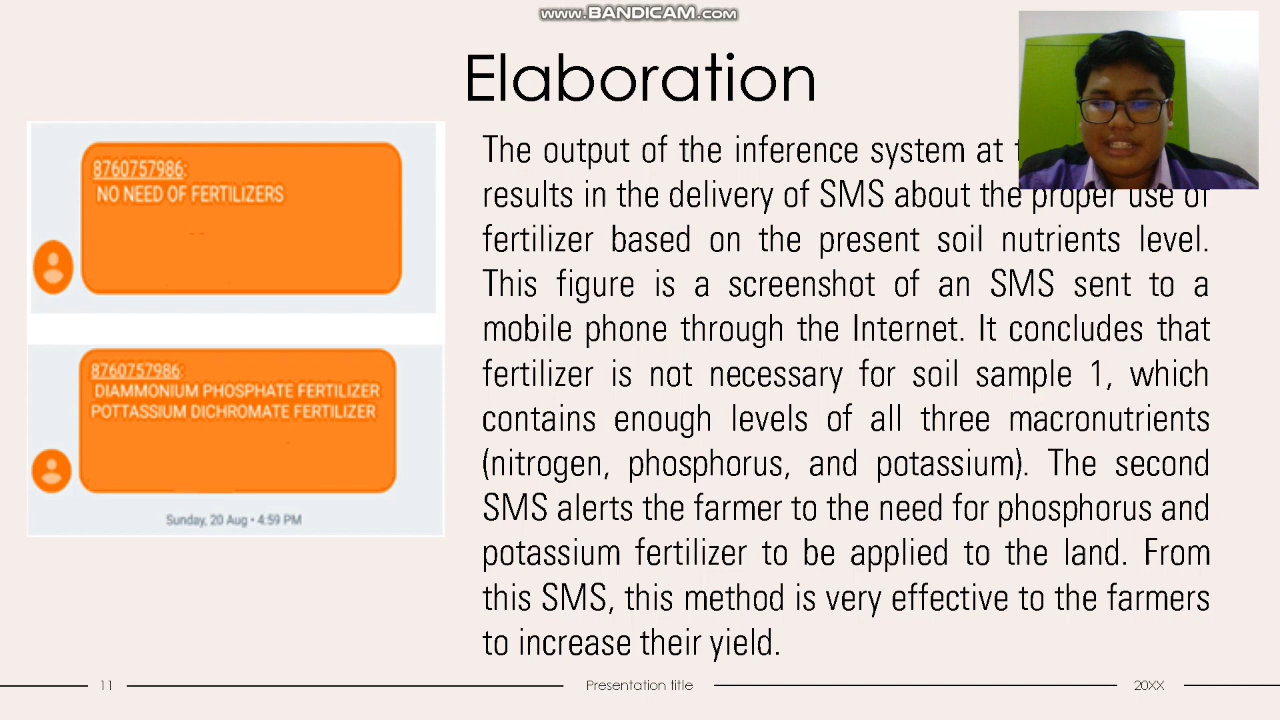 www.BANDICAM.com
Elaboration
8760757986:
NO NEED OF FERTILIZERS
8760757986:
DIAMMONIUM PHOSPHATE FERTILIZER
POTTASSIUM DICHROMATE FERTILIZER
Sunday, 20 Aug • 4:59 PM
The output of the inference system at
results in the delivery of SMS about the proper use of
fertilizer based on the present soil nutrients level.
This figure is a screenshot of an SMS sent to a
mobile phone through the Internet. It concludes that
fertilizer is not necessary for soil sample 1, which
contains enough levels of all three macronutrients
(nitrogen, phosphorus, and potassium). The second
SMS alerts the farmer to the need for phosphorus and
potassium fertilizer to be applied to the land. From
this SMS, this method is very effective to the farmers
to increase their yield.
11
Presentation title
20XX